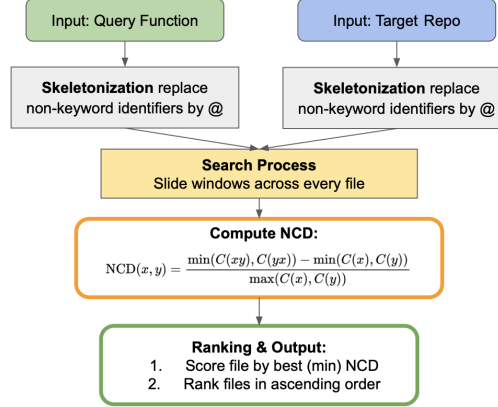 Input: Query Function
Input: Target Repo
Skeletonization replace
non-keyword identifiers by @
Skeletonization replace
non-keyword identifiers by @
Search Process
Slide windows across every file
Compute NCD:
NCD(x, y) = \frac{min(C(xy), C(yx)) − min(C(x), C(y))}{max(C(x), C(y))}
Ranking & Output:
1. Score file by best (min) NCD
2. Rank files in ascending order